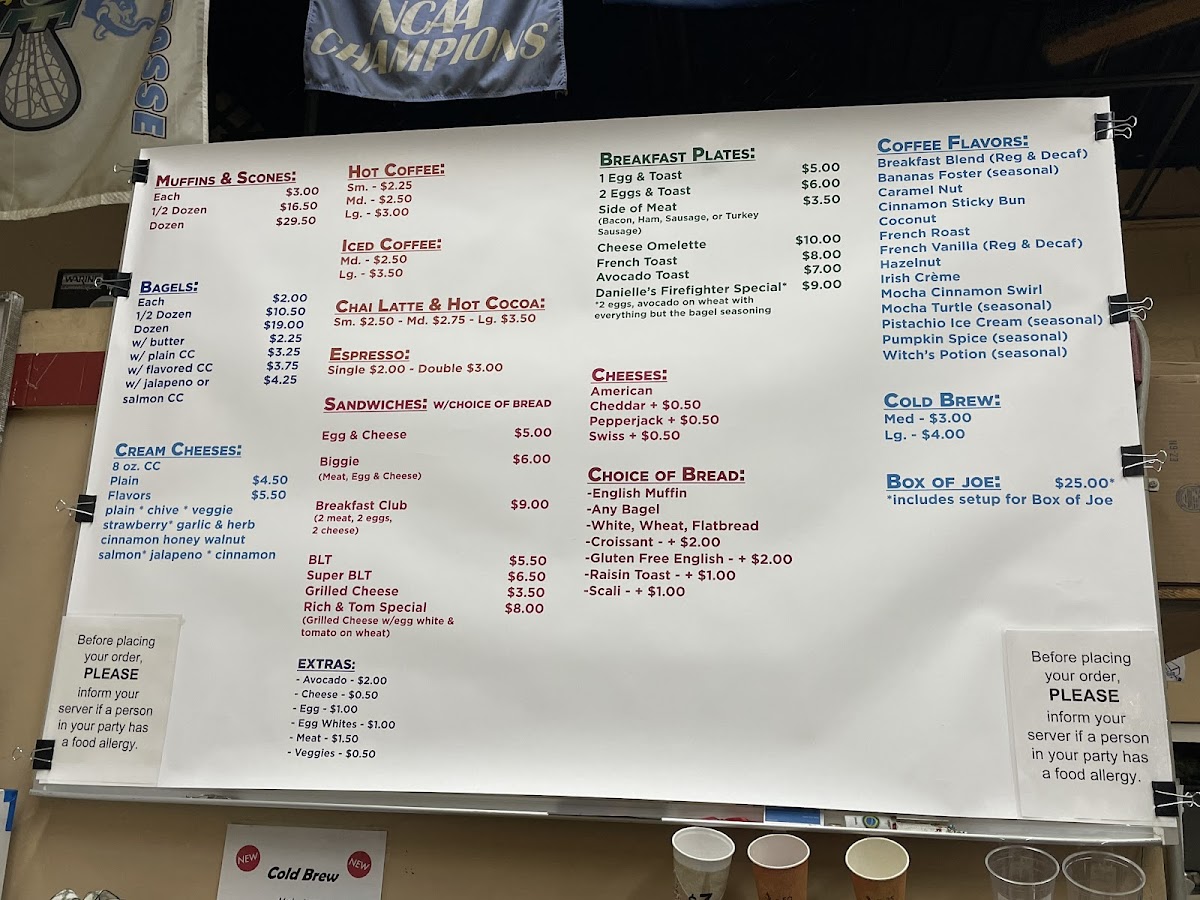 NCAA
CHAMPIONS
OSSE
WARING
MUFFINS & SCONES:
Each $3.00
1/2 Dozen $16.50
Dozen $29.50
BAGELS:
Each $2.00
1/2 Dozen $10.50
Dozen $19.00
w/ butter $2.25
w/ plain CC $3.25
w/ flavored CC $3.75
w/ jalapeno or $4.25
salmon CC
CREAM CHEESES:
8 oz. CC
Plain $4.50
Flavors $5.50
plain * chive * veggie
strawberry* garlic & herb
cinnamon honey walnut
salmon* jalapeno * cinnamon
HOT COFFEE:
Sm. - $2.25
Md. - $2.50
Lg. - $3.00
ICED COFFEE:
Md. - $2.50
Lg. - $3.50
CHAI LATTE & HOT COCOA:
Sm. $2.50 - Md. $2.75 - Lg. $3.50
ESPRESSO:
Single $2.00 - Double $3.00
SANDWICHES: W/CHOICE OF BREAD
Egg & Cheese $5.00
Biggie $6.00
(Meat, Egg & Cheese)
Breakfast Club $9.00
(2 meat, 2 eggs,
2 cheese)
BLT $5.50
Super BLT $6.50
Grilled Cheese $3.50
Rich & Tom Special $8.00
(Grilled Cheese w/egg white &
tomato on wheat)
EXTRAS:
- Avocado - $2.00
- Cheese - $0.50
- Egg - $1.00
- Egg Whites - $1.00
- Meat - $1.50
- Veggies - $0.50
BREAKFAST PLATES:
1 Egg & Toast $5.00
2 Eggs & Toast $6.00
Side of Meat $3.50
(Bacon, Ham, Sausage, or Turkey
Sausage)
Cheese Omelette $10.00
French Toast $8.00
Avocado Toast $7.00
Danielle's Firefighter Special* $9.00
*2 eggs, avocado on wheat with
everything but the bagel seasoning
CHEESES:
American
Cheddar + $0.50
Pepperjack + $0.50
Swiss + $0.50
CHOICE OF BREAD:
-English Muffin
-Any Bagel
-White, Wheat, Flatbread
-Croissant - + $2.00
-Gluten Free English - + $2.00
-Raisin Toast - + $1.00
-Scali - + $1.00
COFFEE FLAVORS:
Breakfast Blend (Reg & Decaf)
Bananas Foster (seasonal)
Caramel Nut
Cinnamon Sticky Bun
Coconut
French Roast
French Vanilla (Reg & Decaf)
Hazelnut
Irish Crème
Mocha Cinnamon Swirl
Mocha Turtle (seasonal)
Pistachio Ice Cream (seasonal)
Pumpkin Spice (seasonal)
Witch's Potion (seasonal)
COLD BREW:
Med - $3.00
Lg. - $4.00
BOX OF JOE: $25.00*
*includes setup for Box of Joe
Before placing
your order,
PLEASE
inform your
server if a person
in your party has
a food allergy.
Before placing
your order,
PLEASE
inform your
server if a person
in your party has
a food allergy.
NEW
Cold Brew
NEW